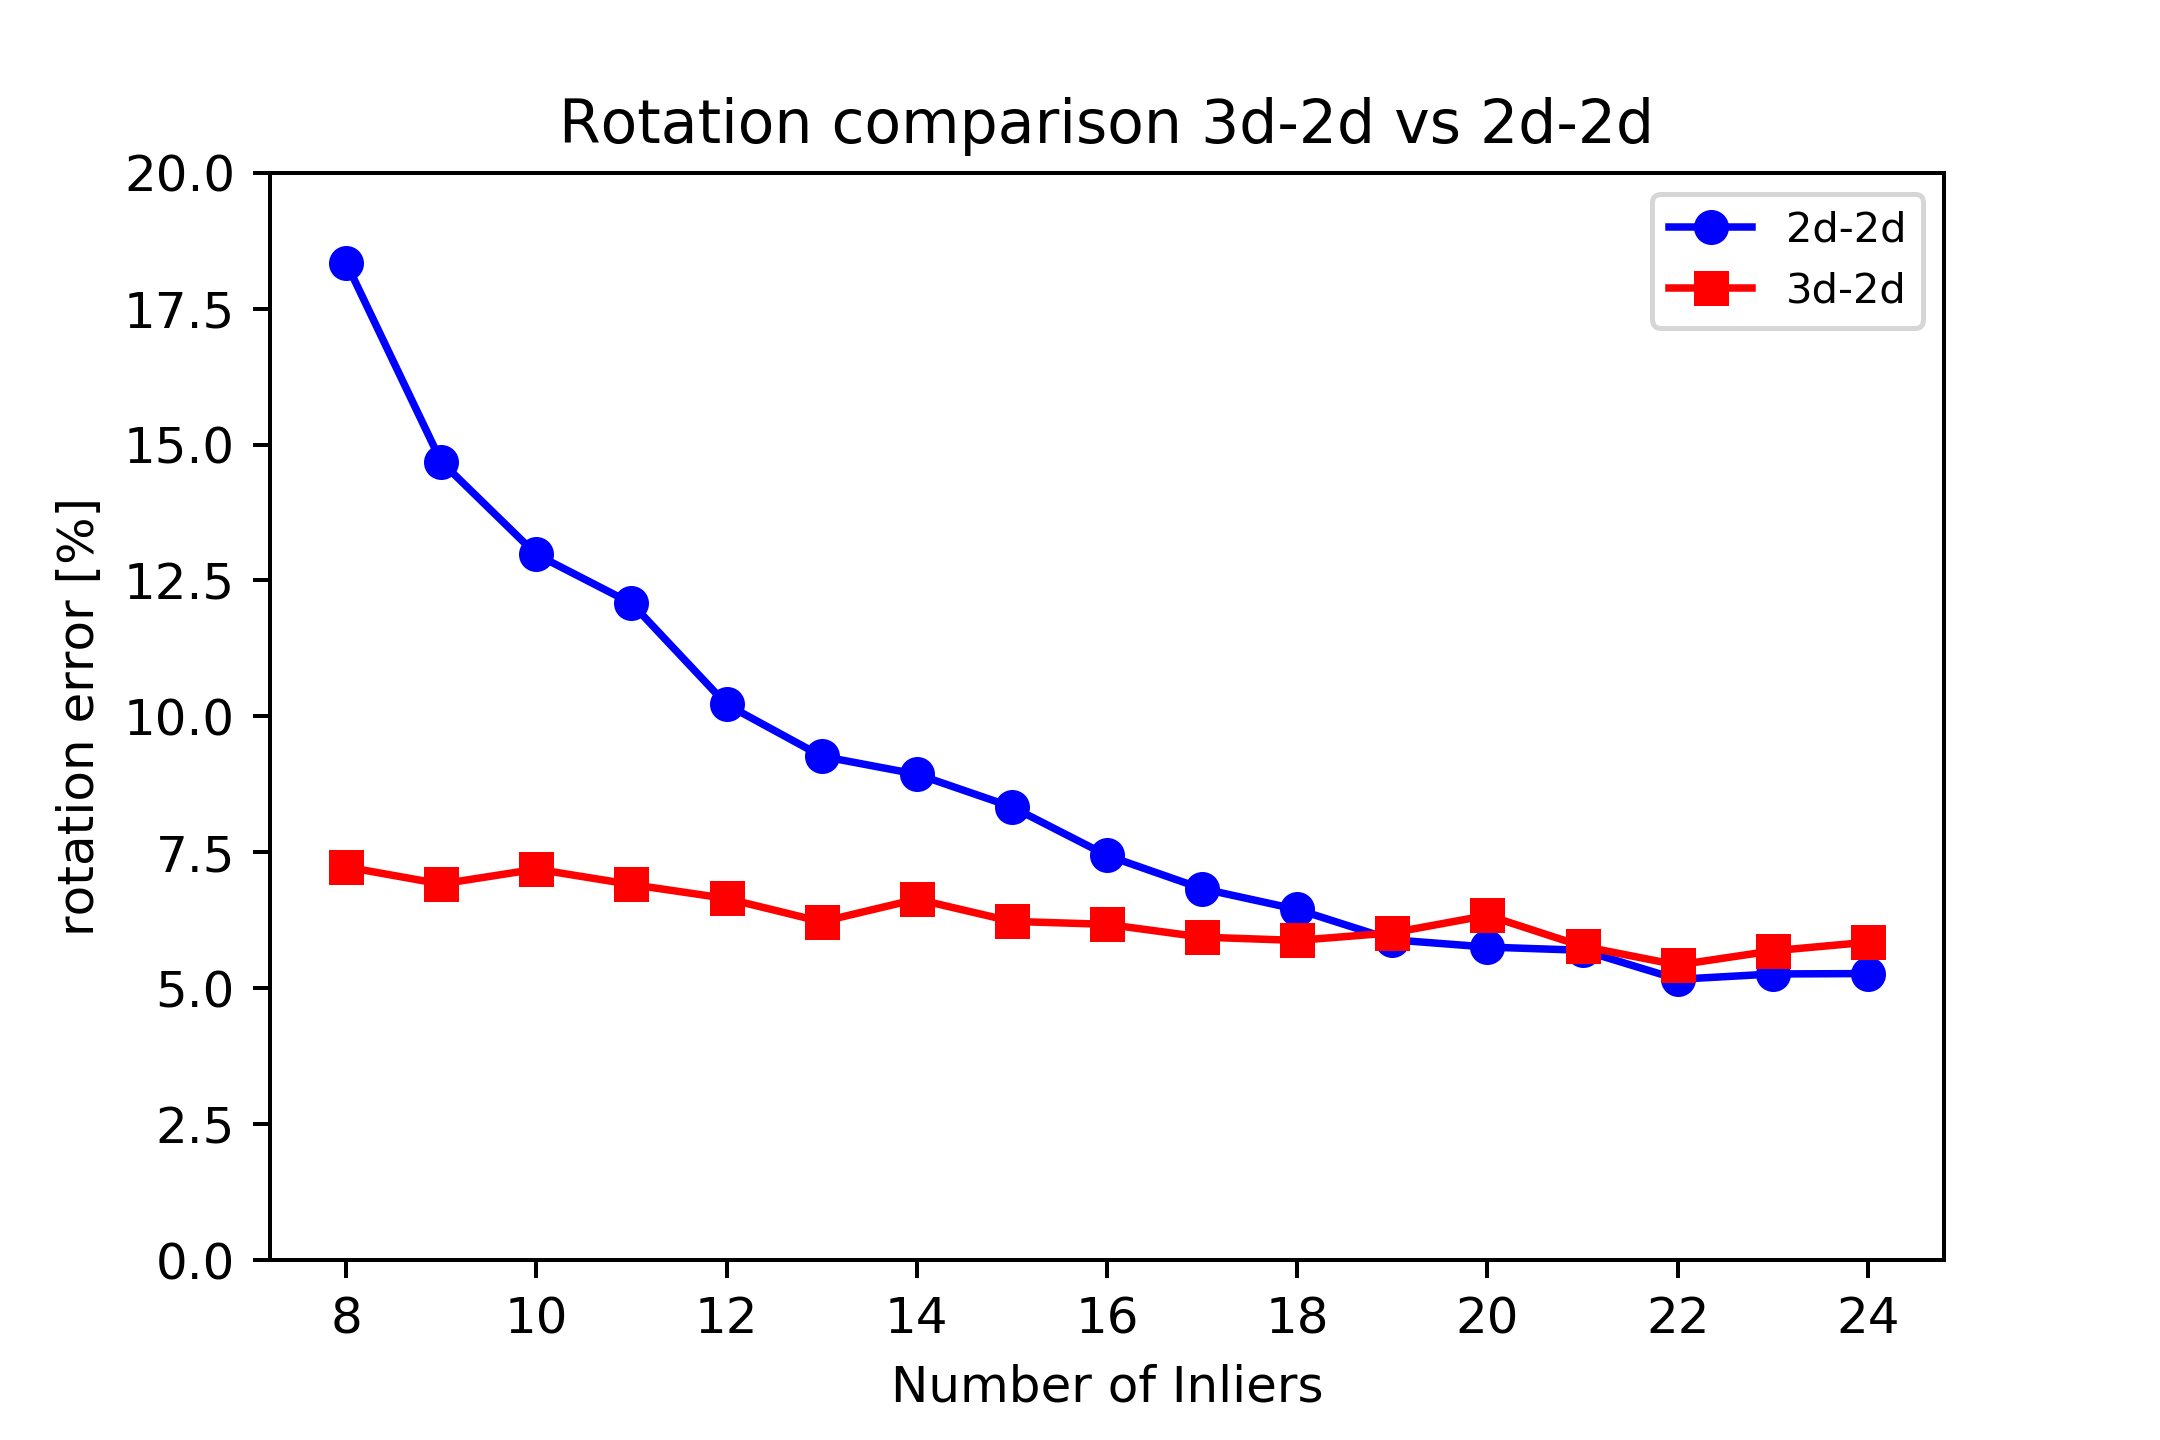 Rotation comparison 3d-2d vs 2d-2d
20.0
17.5
15.0
12.5
10.0
7.5
5.0
2.5
0.0
rotation error [%]
2d-2d
3d-2d
8 10 12 14 16 18 20 22 24
Number of Inliers